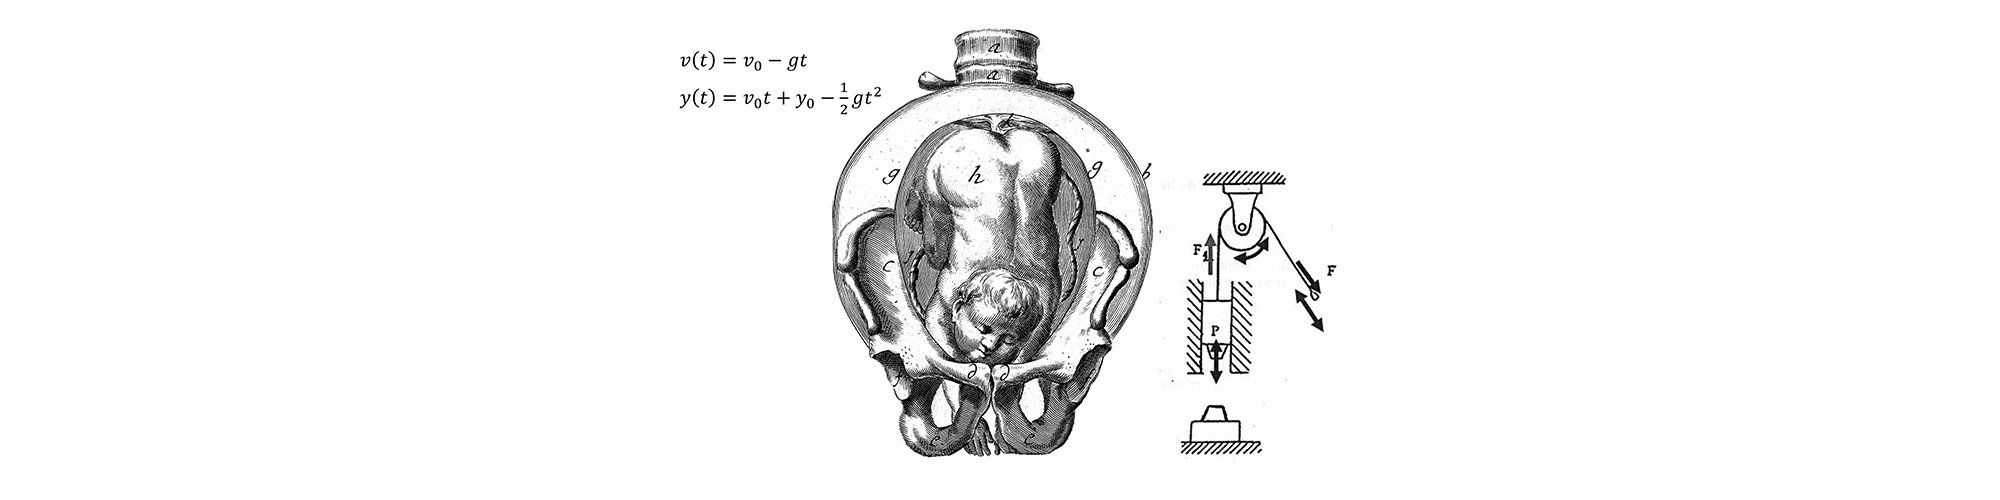 v(t) = v₀ − gt
y(t) = v₀t + y₀ − ½gt²
a
a
k
g
h
g
b
c
y
c
d
d
f
e
e
F₁
F
P